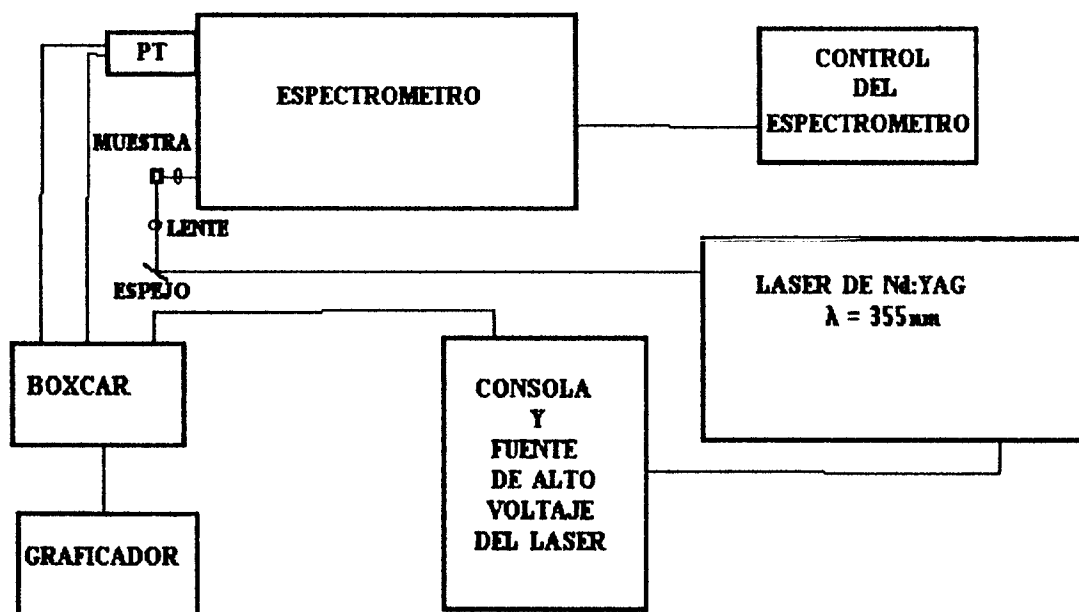 PT
ESPECTROMETRO
CONTROL
DEL
ESPECTROMETRO
MUESTRA
LENTE
ESPEJO
LASER DE Nd:YAG
λ = 355nm
BOXCAR
CONSOLA
Y
FUENTE
DE ALTO
VOLTAJE
DEL LASER
GRAFICADOR